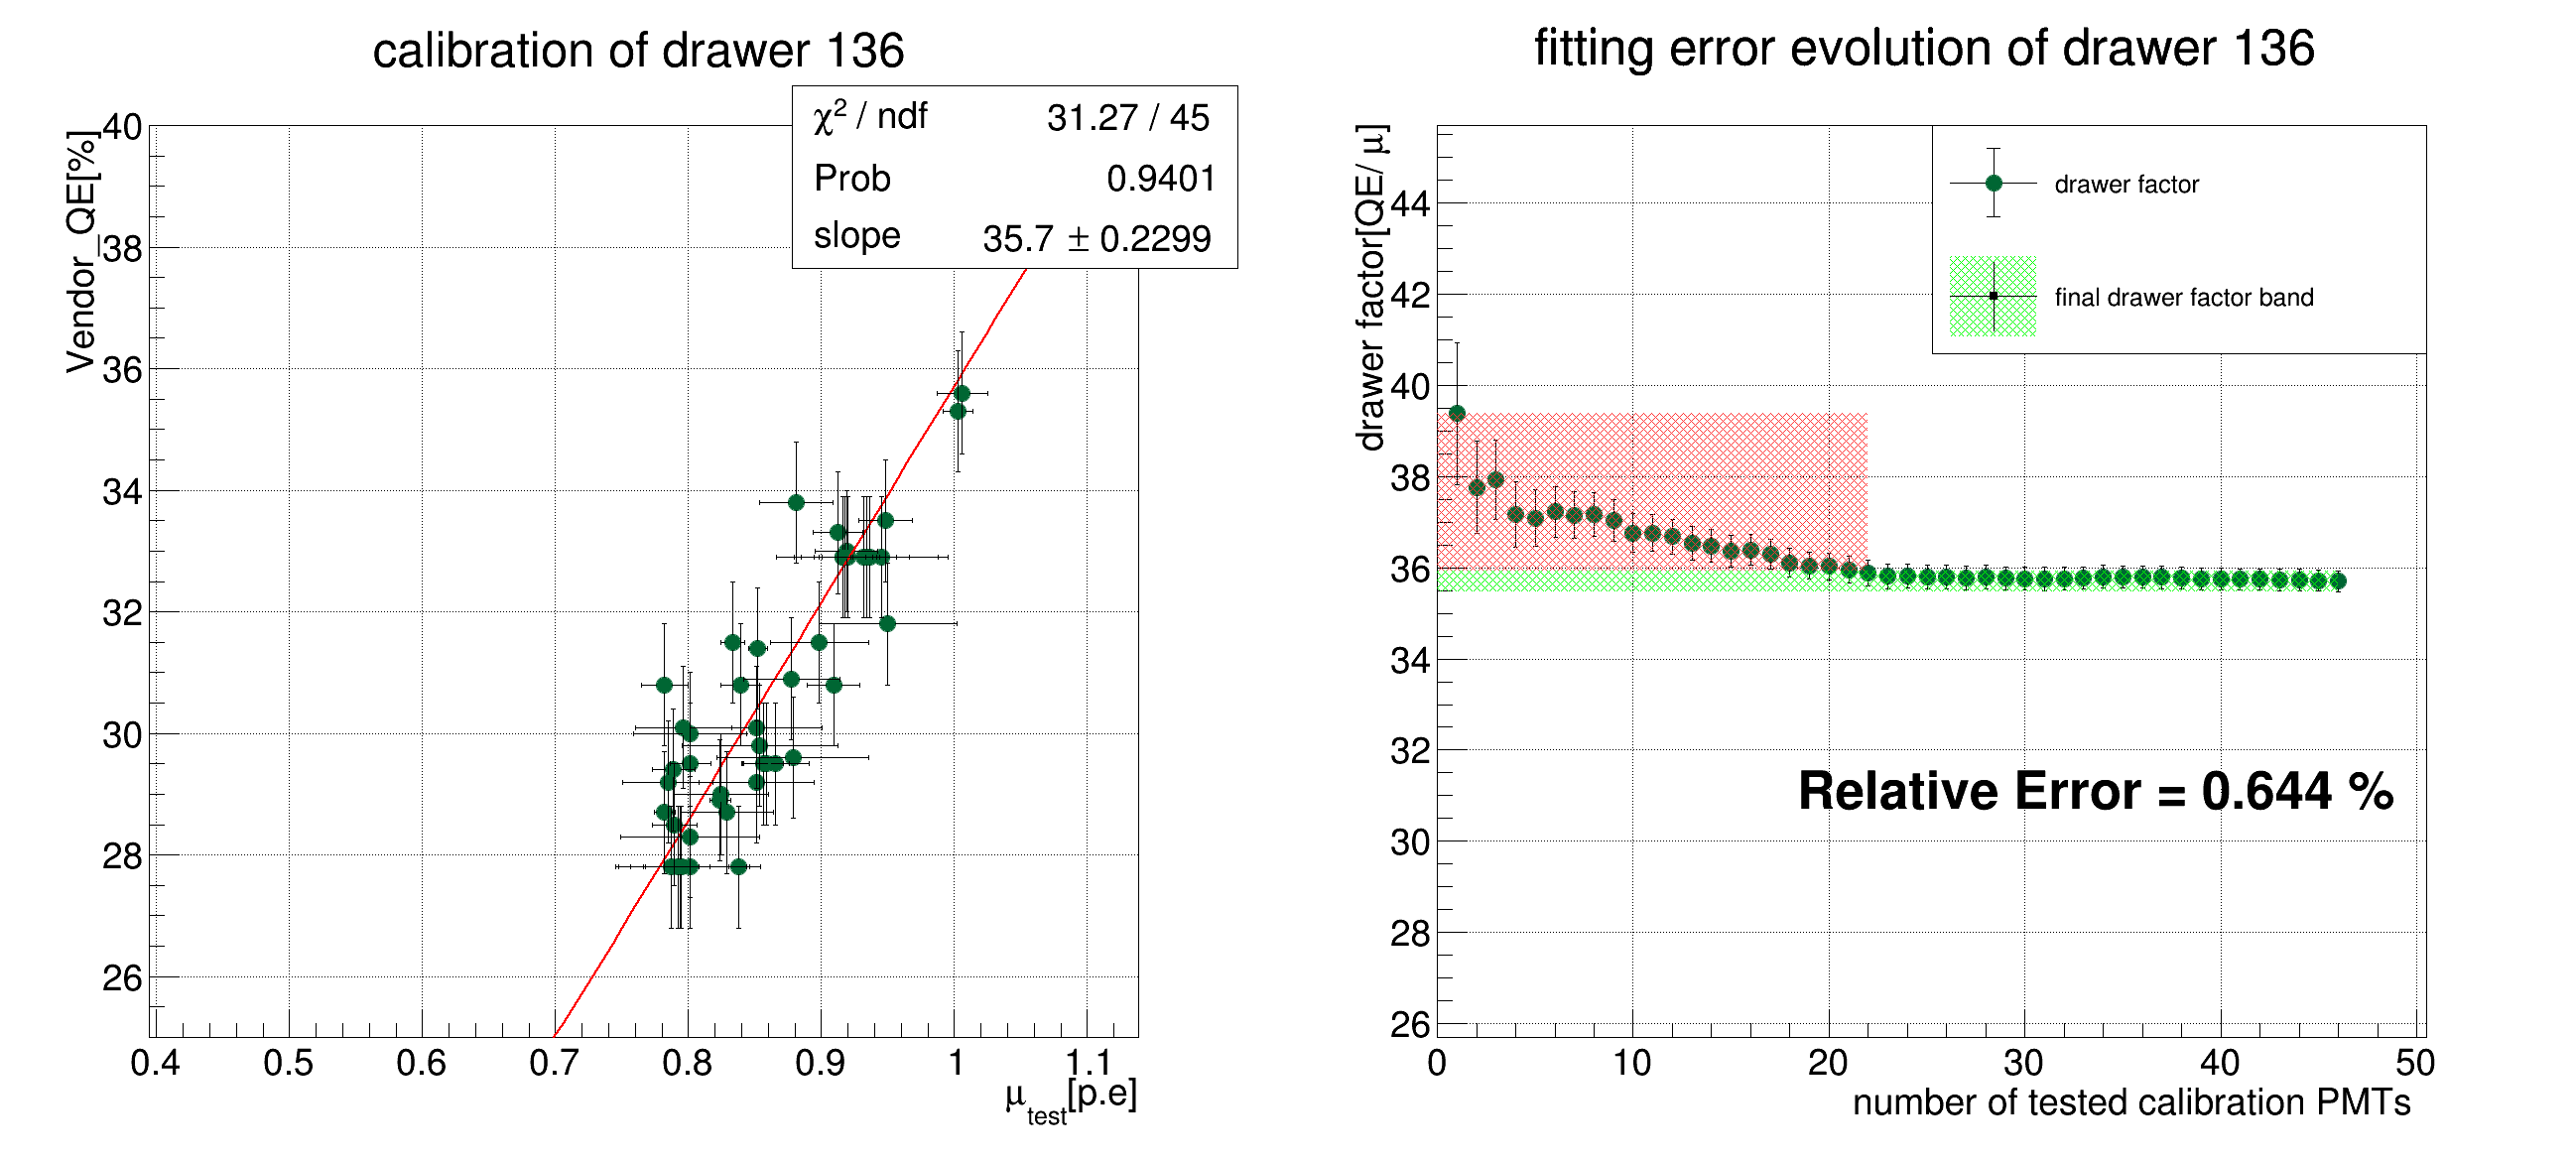 calibration of drawer 136
χ² / ndf 31.27 / 45
Prob 0.9401
slope 35.7 ± 0.2299
Vendor_QE[%]
40
38
36
34
32
30
28
26
0.4 0.5 0.6 0.7 0.8 0.9 1 1.1
μtest[p.e]
fitting error evolution of drawer 136
drawer factor[QE/ μ]
drawer factor
final drawer factor band
44
42
40
38
36
34
32
30
28
26
Relative Error = 0.644 %
0 10 20 30 40 50
number of tested calibration PMTs